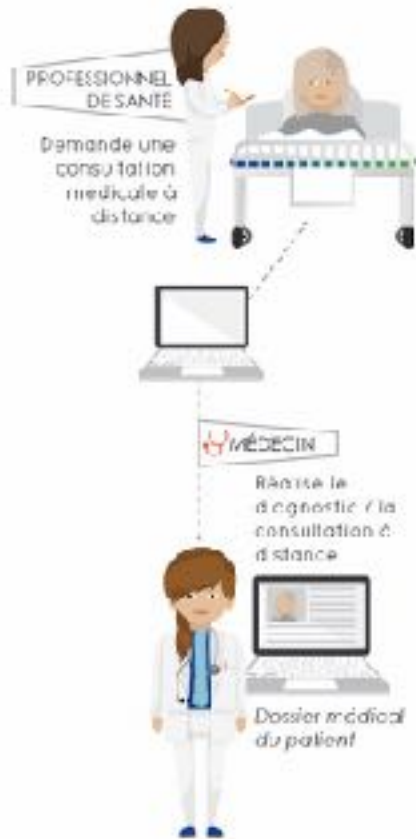 PROFESSIONNEL
DE SANTÉ
Demande une
consultation
médicale à
distance
MÉDECIN
Réalise le
diagnostic / la
consultation à
distance
Dossier médical
du patient